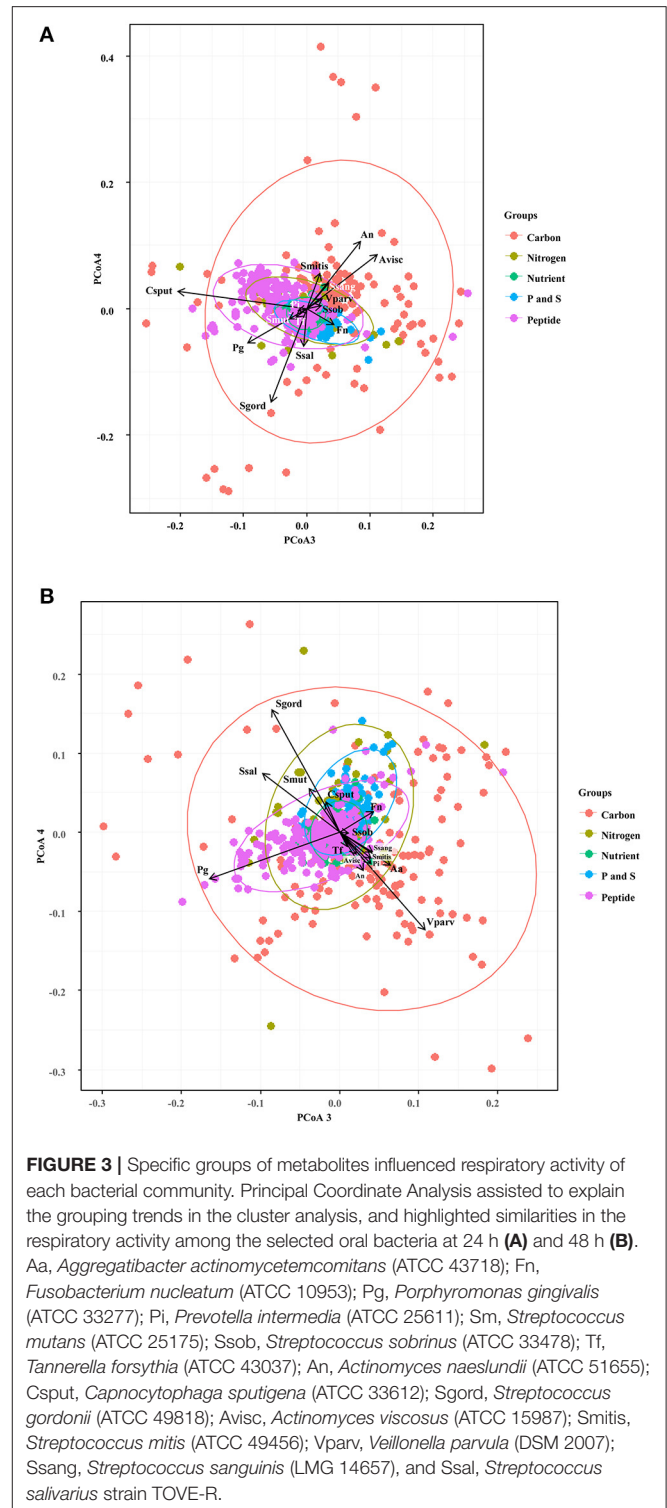 A
0.4
0.2
0.0
-0.2
PCoA4
An
Avisc
Smitis
Ssang
Csput
Vparv
Ssob
Smut
Fn
Pg
Ssal
Sgord
-0.2 -0.1 0.0 0.1 0.2
PCoA3
Groups
Carbon
Nitrogen
Nutrient
P and S
Peptide
B
0.2
0.1
0.0
-0.1
-0.2
-0.3
PCoA 4
Sgord
Ssal
Smut
Csput
Fn
Ssob
Tf
Ssang
Avisc
Smitis
Pi
Aa
An
Pg
Vparv
-0.3 -0.2 -0.1 0.0 0.1 0.2
PCoA 3
Groups
Carbon
Nitrogen
Nutrient
P and S
Peptide
FIGURE 3 | Specific groups of metabolites influenced respiratory activity of
each bacterial community. Principal Coordinate Analysis assisted to explain
the grouping trends in the cluster analysis, and highlighted similarities in the
respiratory activity among the selected oral bacteria at 24 h (A) and 48 h (B).
Aa, Aggregatibacter actinomycetemcomitans (ATCC 43718); Fn,
Fusobacterium nucleatum (ATCC 10953); Pg, Porphyromonas gingivalis
(ATCC 33277); Pi, Prevotella intermedia (ATCC 25611); Sm, Streptococcus
mutans (ATCC 25175); Ssob, Streptococcus sobrinus (ATCC 33478); Tf,
Tannerella forsythia (ATCC 43037); An, Actinomyces naeslundii (ATCC 51655);
Csput, Capnocytophaga sputigena (ATCC 33612); Sgord, Streptococcus
gordonii (ATCC 49818); Avisc, Actinomyces viscosus (ATCC 15987); Smitis,
Streptococcus mitis (ATCC 49456); Vparv, Veillonella parvula (DSM 2007);
Ssang, Streptococcus sanguinis (LMG 14657), and Ssal, Streptococcus
salivarius strain TOVE-R.